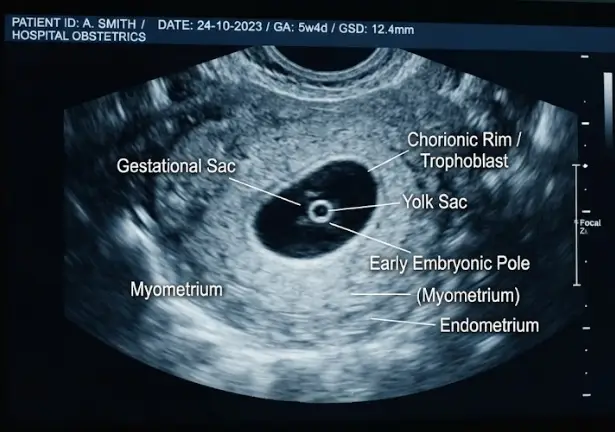 PATIENT ID: A. SMITH /
HOSPITAL OBSTETRICS
DATE: 24-10-2023 / GA: 5w4d / GSD: 12.4mm
Chorionic Rim /
Trophoblast
Gestational Sac
Yolk Sac
Early Embryonic Pole
Myometrium
(Myometrium)
Endometrium
Focal